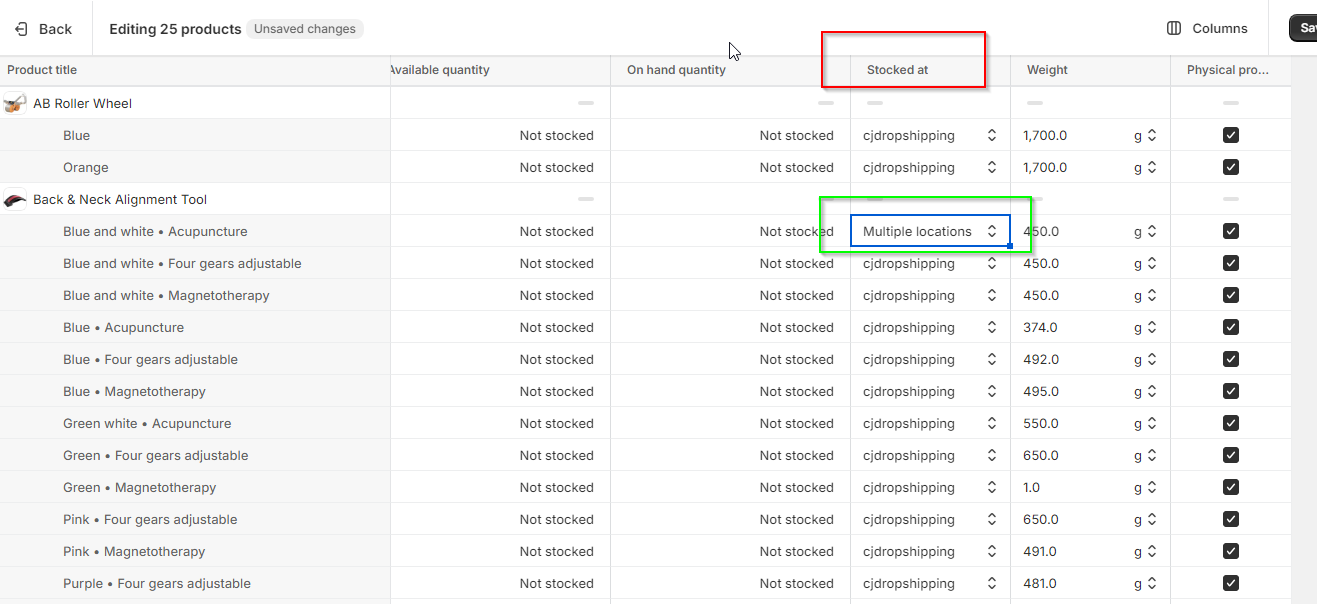 Back Editing 25 products Unsaved changes Columns Sa
Product title Available quantity On hand quantity Stocked at Weight Physical pro...
AB Roller Wheel
Blue Not stocked Not stocked cjdropshipping 1,700.0 g
Orange Not stocked Not stocked cjdropshipping 1,700.0 g
Back & Neck Alignment Tool
Blue and white • Acupuncture Not stocked Not stocked Multiple locations 450.0 g
Blue and white • Four gears adjustable Not stocked Not stocked cjdropshipping 450.0 g
Blue and white • Magnetotherapy Not stocked Not stocked cjdropshipping 450.0 g
Blue • Acupuncture Not stocked Not stocked cjdropshipping 374.0 g
Blue • Four gears adjustable Not stocked Not stocked cjdropshipping 492.0 g
Blue • Magnetotherapy Not stocked Not stocked cjdropshipping 495.0 g
Green white • Acupuncture Not stocked Not stocked cjdropshipping 550.0 g
Green • Four gears adjustable Not stocked Not stocked cjdropshipping 650.0 g
Green • Magnetotherapy Not stocked Not stocked cjdropshipping 1.0 g
Pink • Four gears adjustable Not stocked Not stocked cjdropshipping 650.0 g
Pink • Magnetotherapy Not stocked Not stocked cjdropshipping 491.0 g
Purple • Four gears adjustable Not stocked Not stocked cjdropshipping 481.0 g